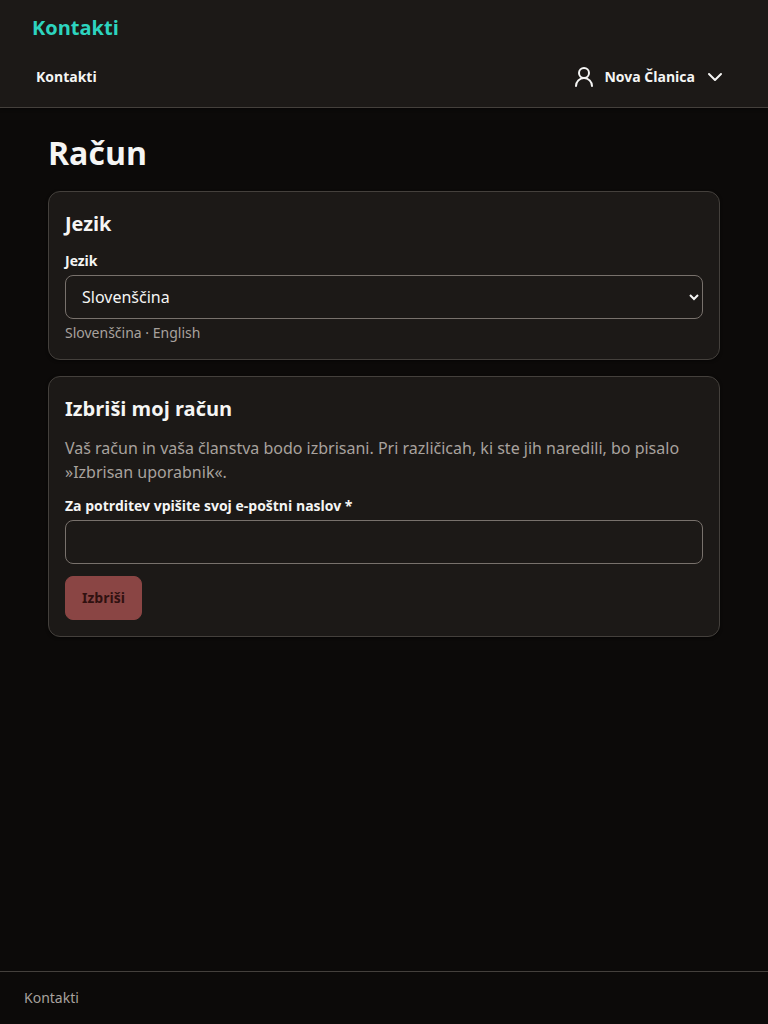 Kontakti
Kontakti
Nova Članica
Račun
Jezik
Jezik
Slovenščina
Slovenščina · English
Izbriši moj račun
Vaš račun in vaša članstva bodo izbrisani. Pri različicah, ki ste jih naredili, bo pisalo
»Izbrisan uporabnik«.
Za potrditev vpišite svoj e-poštni naslov *
Izbriši
Kontakti